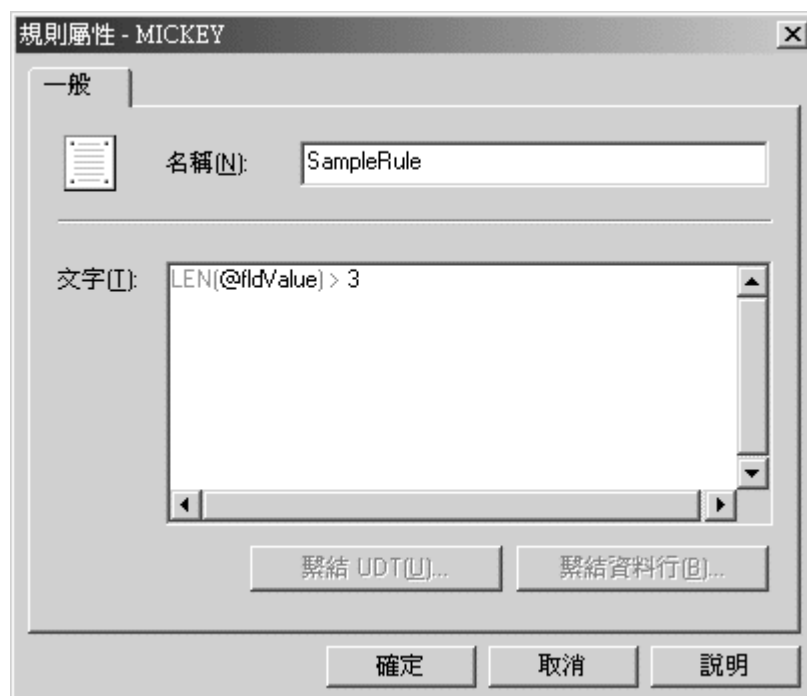 規則屬性 - MICKEY
一般
名稱(N): SampleRule
文字(T): LEN(@fldValue) > 3
繫結 UDT(U)... 繫結資料行(B)...
確定 取消 說明